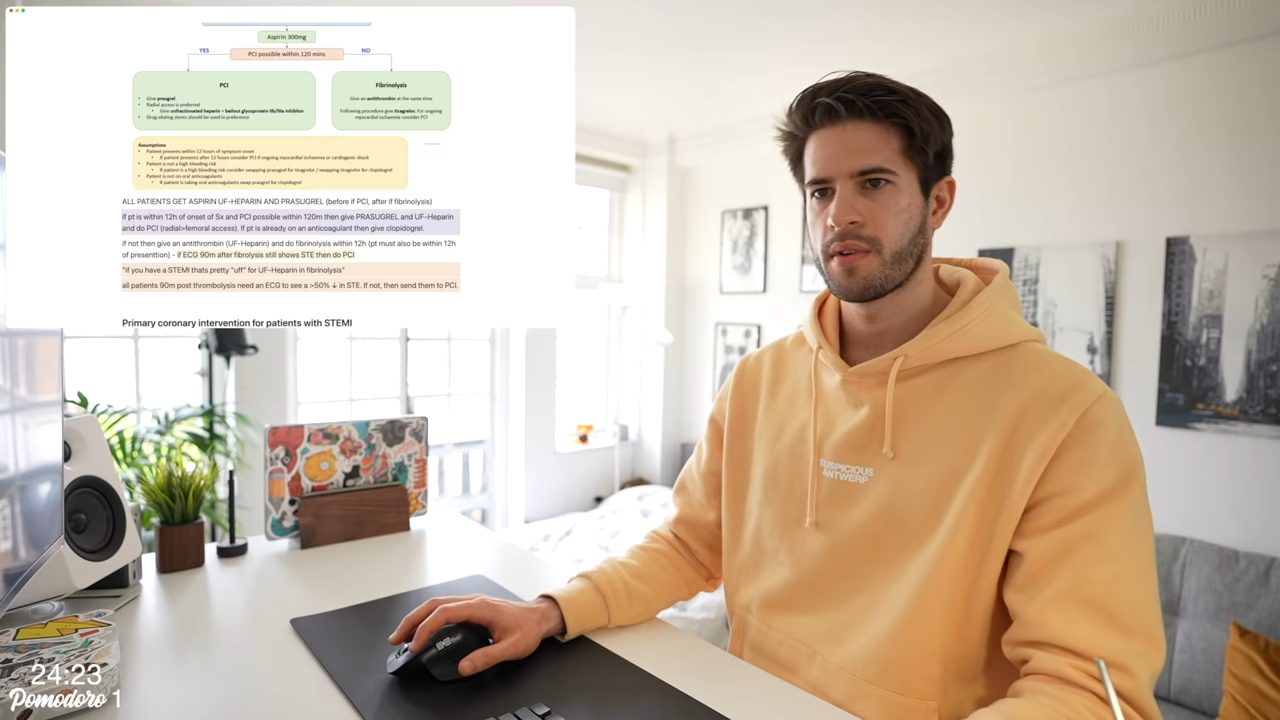 Aspirin 300mg
YES
PCI possible within 120 mins
NO
PCI
• Give praugrel
• Radial access is preferred
• Give unfractionated heparin + bailout glycoprotein IIb/IIIa inhibitor
• Drug-eluting stents should be used in preference
Fibrinolysis
Give an antithrombin at the same time
Following procedure give ticagrelor. For ongoing
myocardial ischaemia consider PCI
Assumptions
• Patient presents within 12 hours of symptom onset
• If patient presents after 12 hours consider PCI if ongoing myocardial ischaemia or cardiogenic shock
• Patient is not a high bleeding risk
• If patient is a high bleeding risk consider swapping prasugrel for ticagrelor / swapping ticagrelor for clopidogrel
• Patient is not on oral anticoagulants
• If patient is taking oral anticoagulants swap praugrel for clopidogrel
ALL PATIENTS GET ASPIRIN UF-HEPARIN AND PRASUGREL (before if PCI, after if fibrinolysis)
if pt is within 12h of onset of Sx and PCI possible within 120m then give PRASUGREL and UF-Heparin
and do PCI (radial>femoral access). If pt is already on an anticoagulant then give clopidogrel.
if not then give an antithrombin (UF-Heparin) and do fibrinolysis within 12h (pt must also be within 12h
of presenttion) - if ECG 90m after fibrolysis still shows STE then do PCI
"if you have a STEMI thats pretty "uff" for UF-Heparin in fibrinolysis"
all patients 90m post thrombolysis need an ECG to see a >50% ↓ in STE. If not, then send them to PCI.
Primary coronary intervention for patients with STEMI
SUSPICIOUS
ANTWERP
24:23
Pomodoro 1